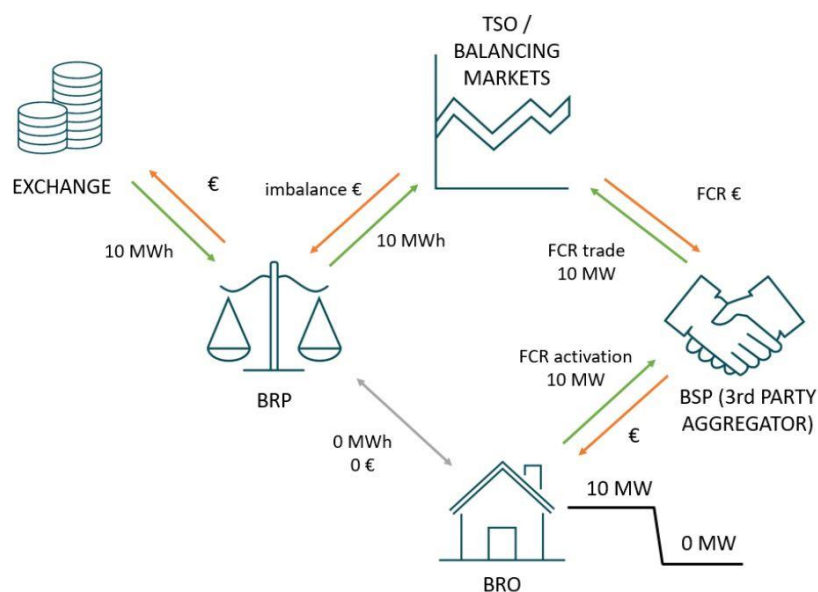 TSO /
BALANCING
MARKETS
EXCHANGE
€
imbalance €
FCR €
10 MWh
10 MWh
FCR trade
10 MW
FCR activation
10 MW
BRP
BSP (3rd PARTY
AGGREGATOR)
€
0 MWh
0 €
10 MW
0 MW
BRO